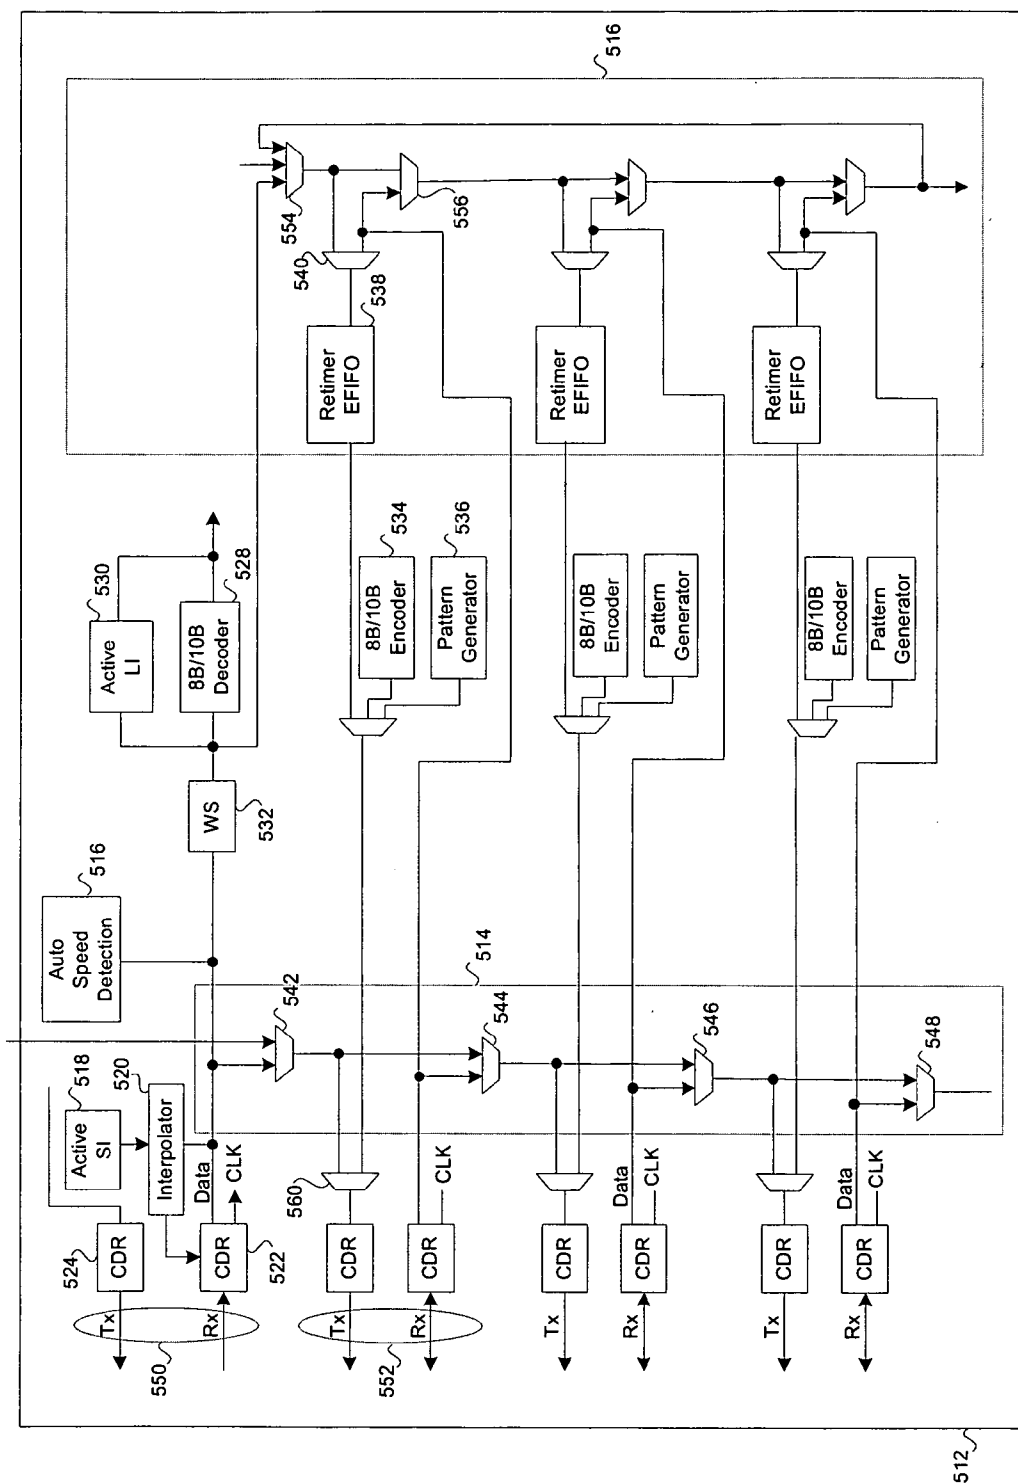 516
554
540
556
538
Retimer
EFIFO
Retimer
EFIFO
Retimer
EFIFO
530
Active
LI
528
8B/10B
Decoder
534
8B/10B
Encoder
536
Pattern
Generator
8B/10B
Encoder
Pattern
Generator
8B/10B
Encoder
Pattern
Generator
WS
532
516
Auto
Speed
Detection
514
542
544
546
548
518
Active
SI
520
Interpolator
Data
CLK
560
CLK
Data
CLK
Data
CLK
524
CDR
CDR
522
CDR
CDR
CDR
CDR
CDR
CDR
Tx
Rx
Tx
Rx
Tx
Rx
Tx
Rx
550
552
512